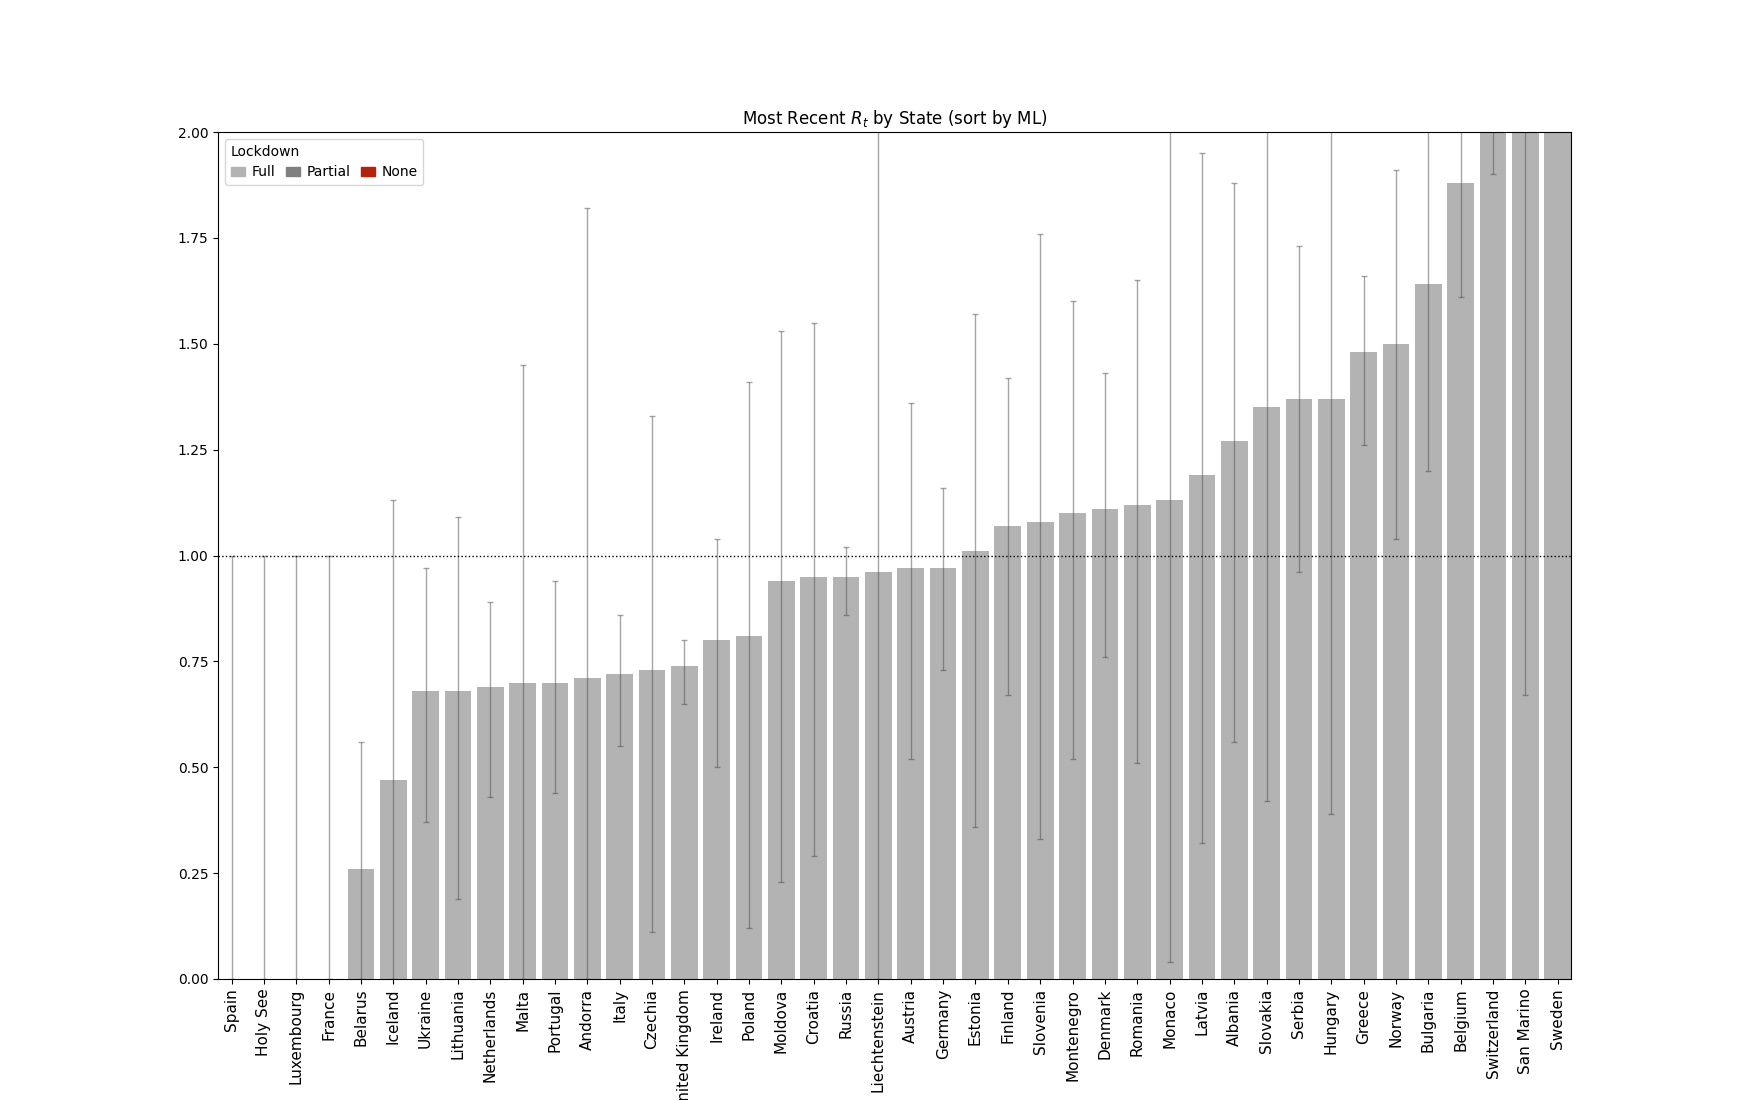 Most Recent R_t by State (sort by ML)
Lockdown
Full Partial None
2.00
1.75
1.50
1.25
1.00
0.75
0.50
0.25
0.00
Spain
Holy See
Luxembourg
France
Belarus
Iceland
Ukraine
Lithuania
Netherlands
Malta
Portugal
Andorra
Italy
Czechia
nited Kingdom
Ireland
Poland
Moldova
Croatia
Russia
Liechtenstein
Austria
Germany
Estonia
Finland
Slovenia
Montenegro
Denmark
Romania
Monaco
Latvia
Albania
Slovakia
Serbia
Hungary
Greece
Norway
Bulgaria
Belgium
Switzerland
San Marino
Sweden